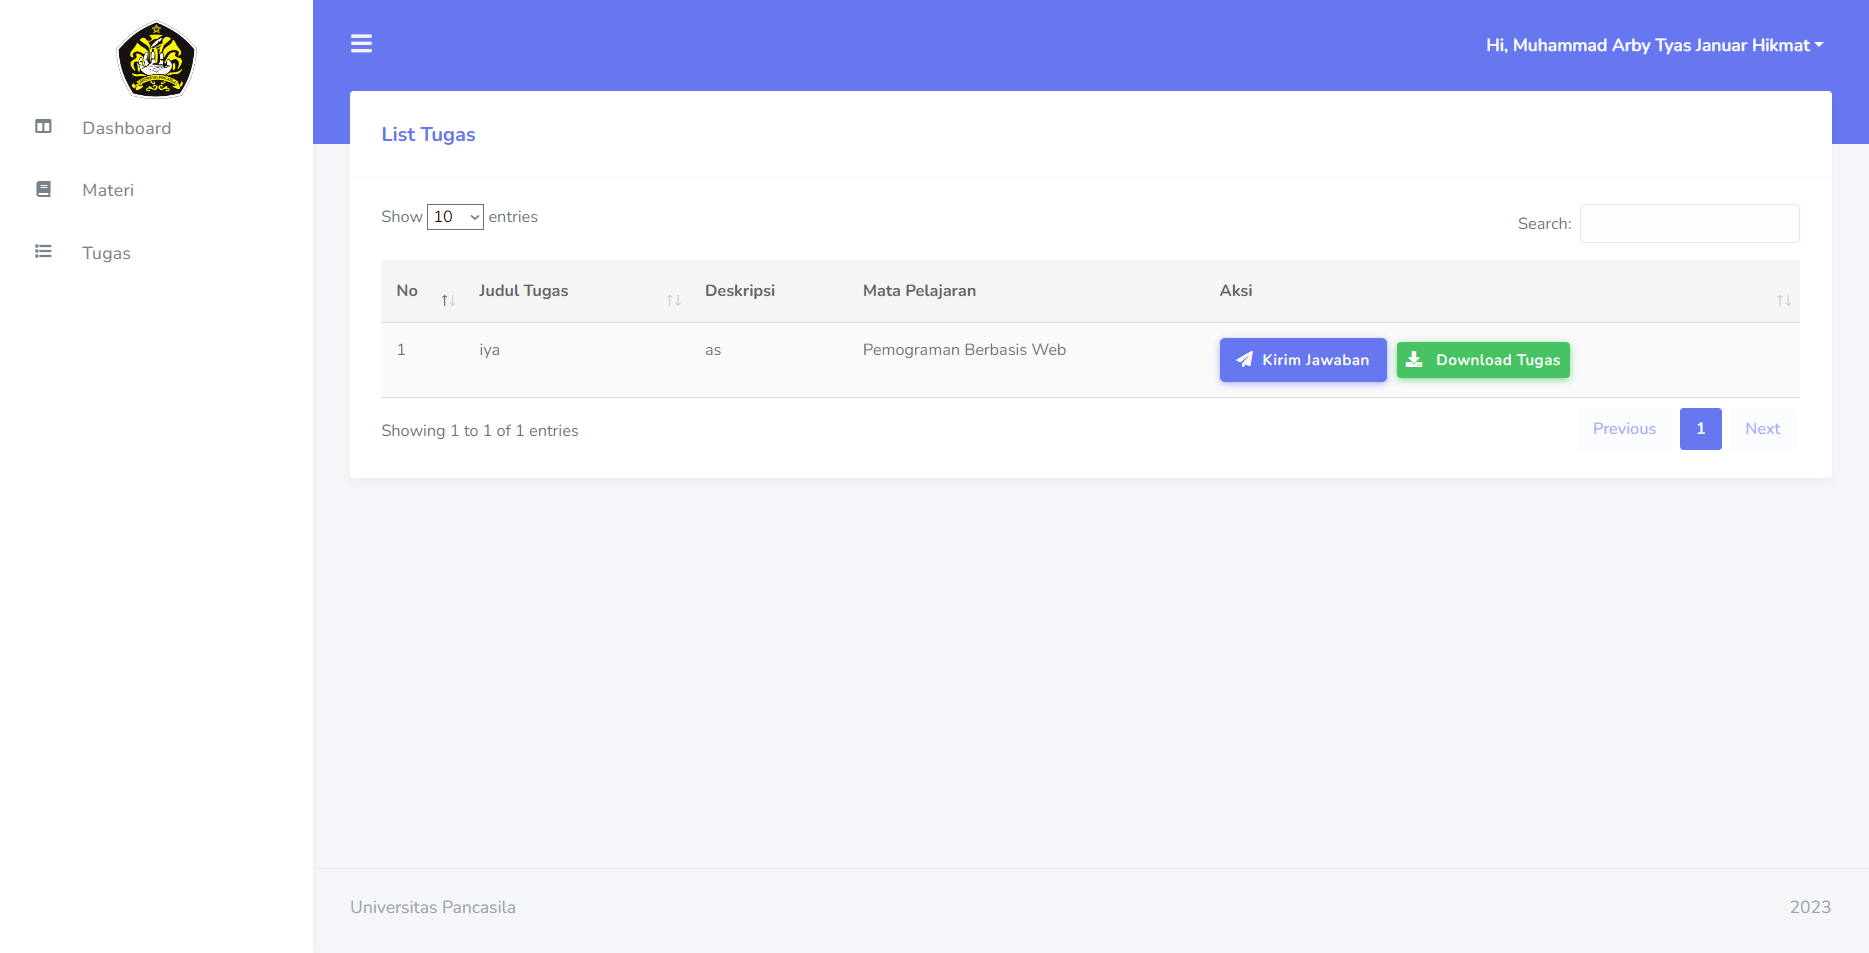 Hi, Muhammad Arby Tyas Januar Hikmat
Dashboard
Materi
Tugas
List Tugas
Show 10 entries
Search:
No Judul Tugas Deskripsi Mata Pelajaran Aksi
1 iya as Pemograman Berbasis Web Kirim Jawaban Download Tugas
Showing 1 to 1 of 1 entries
Previous 1 Next
Universitas Pancasila 2023